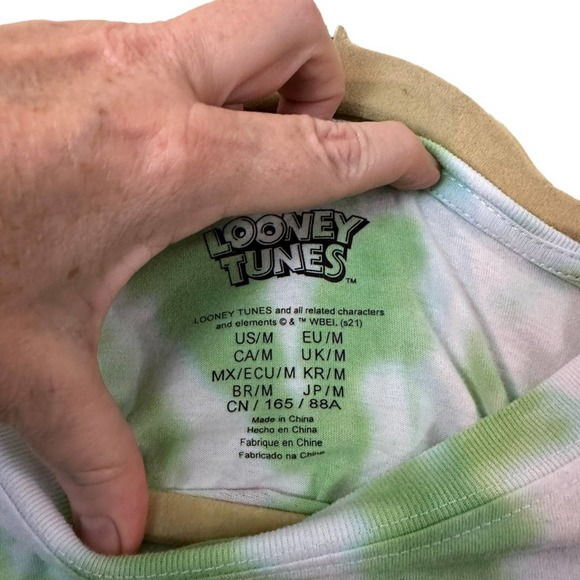 LOONEY
TUNES™
LOONEY TUNES and all related characters
and elements © & ™ WBEI. (s21)
US/M EU/M
CA/M UK/M
MX/ECU/M KR/M
BR/M JP/M
CN / 165 / 88A
Made in China
Hecho en China
Fabrique en Chine
Fabricado na China